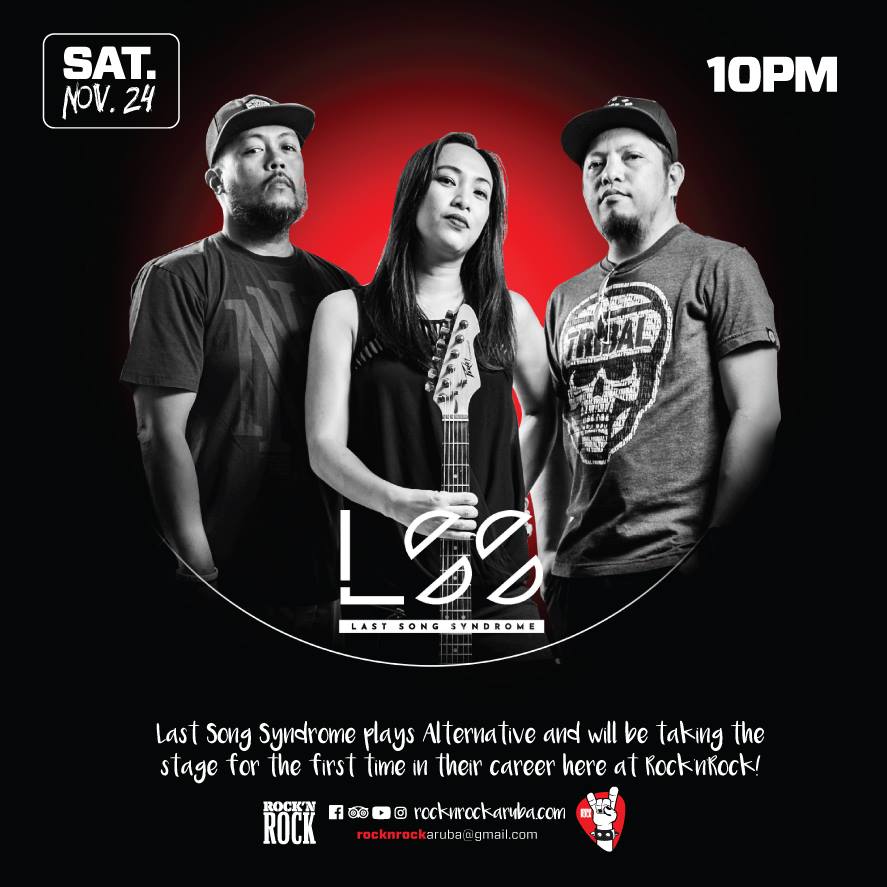 SAT.
NOV. 24
10PM
TRIBAL
LSS
LAST SONG SYNDROME
Last Song Syndrome plays Alternative and will be taking the
stage for the first time in their career here at RocknRock!
ROCK'N
ROCK
rocknrockaruba.com
rocknrockaruba@gmail.com